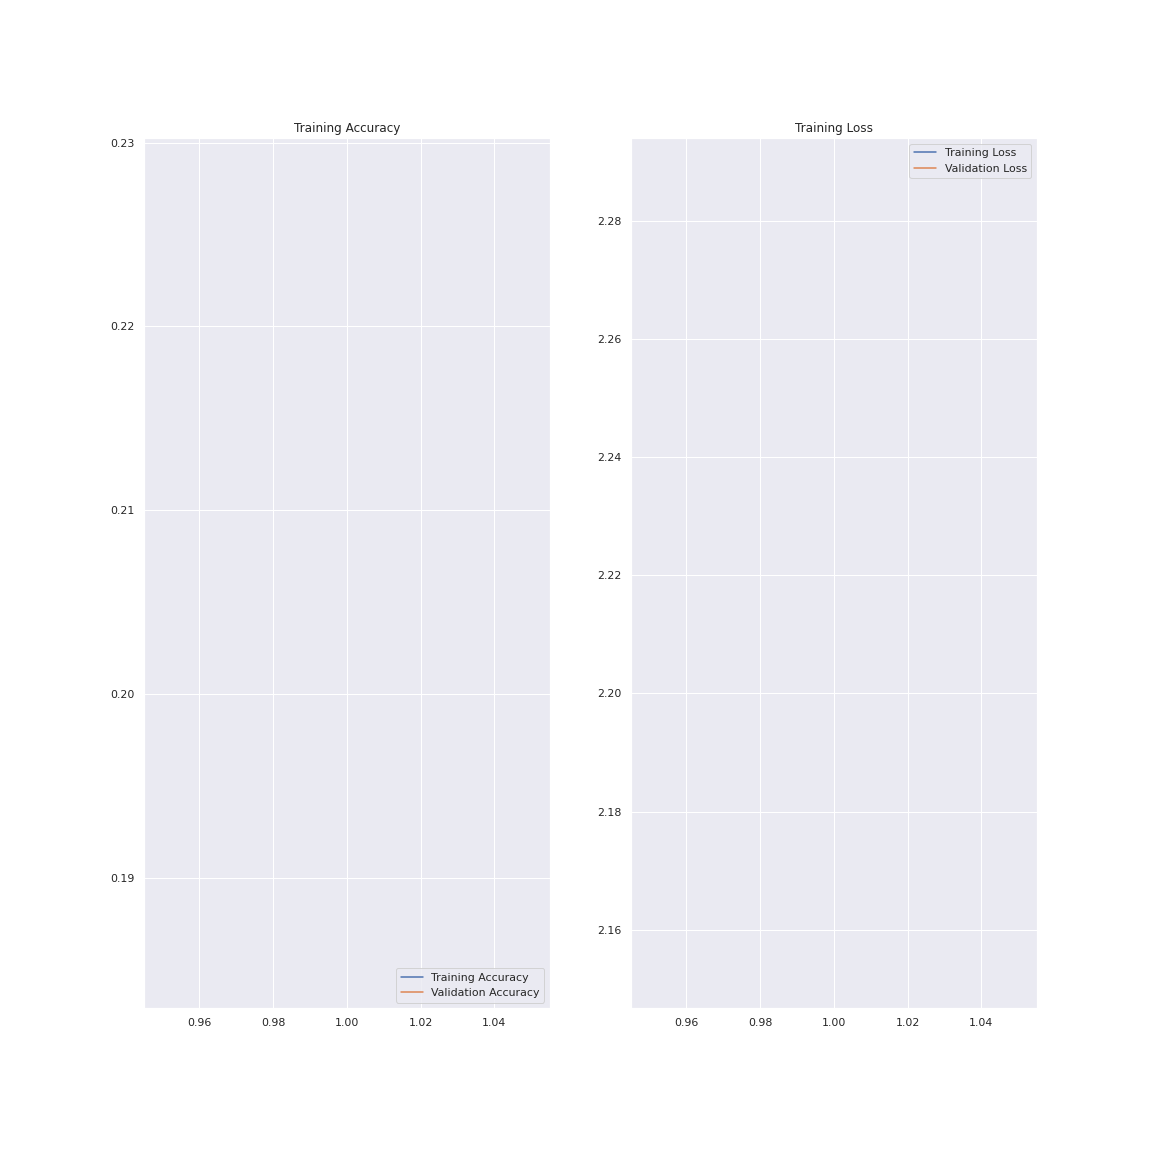 Training Accuracy
0.23
0.22
0.21
0.20
0.19
Training Accuracy
Validation Accuracy
0.96 0.98 1.00 1.02 1.04
Training Loss
Training Loss
Validation Loss
2.28
2.26
2.24
2.22
2.20
2.18
2.16
0.96 0.98 1.00 1.02 1.04